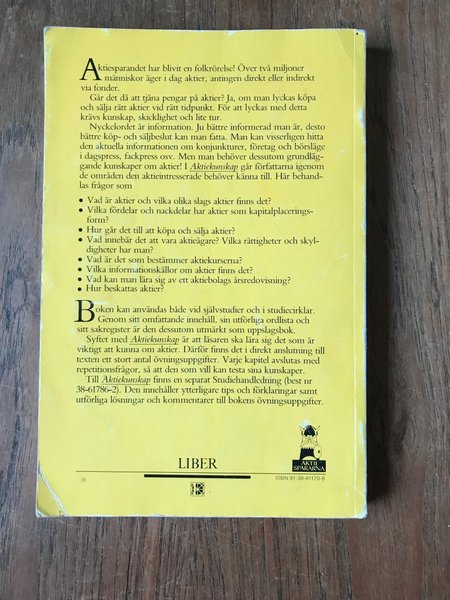 Aktiesparandet har blivit en folkrörelse! Över två miljoner
människor äger i dag aktier, antingen direkt eller indirekt
via fonder.
Går det då att tjäna pengar på aktier? Ja, om man lyckas köpa
och sälja rätt aktier vid rätt tidpunkt. För att lyckas med detta
krävs kunskap, skicklighet och lite tur.
Nyckelordet är information. Ju bättre informerad man är, desto
bättre köp- och säljbeslut kan man fatta. Man kan visserligen hitta
den aktuella informationen om konjunkturer, företag och börsläge
i dagspress, fackpress osv. Men man behöver dessutom grundläg-
gande kunskaper om aktier! I Aktiekunskap går författarna igenom
de områden den aktieintresserade behöver känna till. Här behand-
las frågor som
• Vad är aktier och vilka olika slags aktier finns det?
• Vilka fördelar och nackdelar har aktier som kapitalplacerings-
form?
• Hur går det till att köpa och sälja aktier?
• Vad innebär det att vara aktieägare? Vilka rättigheter och skyl-
digheter har man?
• Vad är det som bestämmer aktiekurserna?
• Vilka informationskällor om aktier finns det?
• Vad kan man lära sig av ett aktiebolags årsredovisning?
• Hur beskattas aktier?
Boken kan användas både vid självstudier och i studiecirklar.
Genom sitt omfattande innehåll, sin utförliga ordlista och
sitt sakregister är den dessutom utmärkt som uppslagsbok.
Syftet med Aktiekunskap är att läsaren ska lära sig det som är
viktigt att kunna om aktier. Därför finns det i direkt anslutning till
texten ett stort antal övningsuppgifter. Varje kapitel avslutas med
repetitionsfrågor, så att den som vill kan testa sina kunskaper.
Till Aktiekunskap finns en separat Studiehandledning (best nr
38-61786-2). Den innehåller ytterligare tips och förklaringar samt
utförliga lösningar och kommentarer till bokens övningsuppgifter.
LIBER
AKTIE
SPARARNA
ISBN 91-38-61170-8